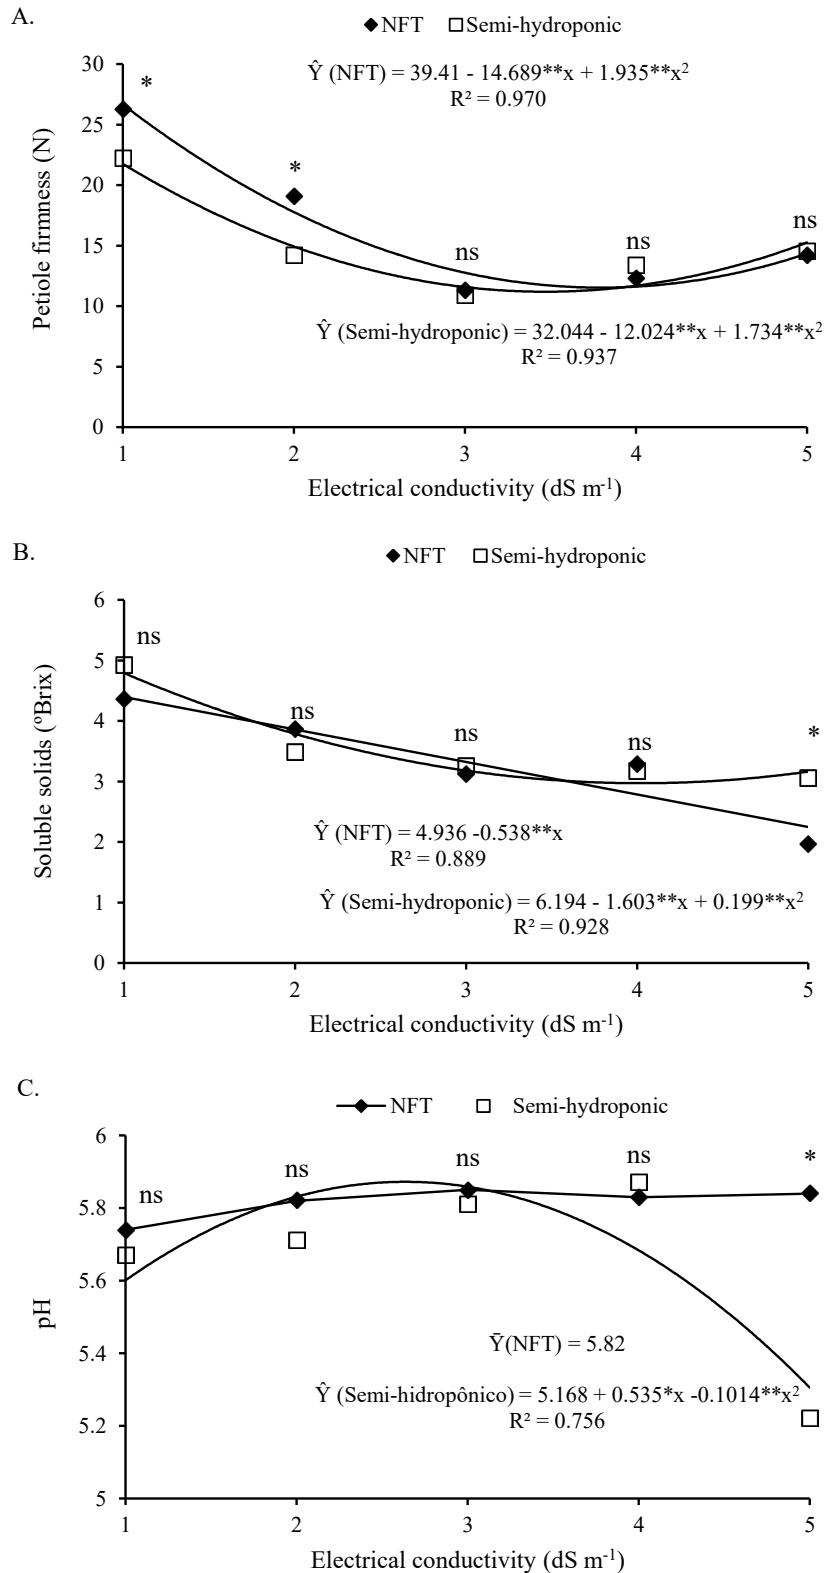 A.
NFT Semi-hydroponic
30
25
20
15
10
5
0
Petiole firmness (N)
Ŷ (NFT) = 39.41 - 14.689**x + 1.935**x²
R² = 0.970
* * ns ns ns
Ŷ (Semi-hydroponic) = 32.044 - 12.024**x + 1.734**x²
R² = 0.937
1 2 3 4 5
Electrical conductivity (dS m⁻¹)
B.
NFT Semi-hydroponic
6
5
4
3
2
1
0
Soluble solids (ºBrix)
ns ns ns ns *
Ŷ (NFT) = 4.936 -0.538**x
R² = 0.889
Ŷ (Semi-hydroponic) = 6.194 - 1.603**x + 0.199**x²
R² = 0.928
1 2 3 4 5
Electrical conductivity (dS m⁻¹)
C.
NFT Semi-hydroponic
6
5.8
5.6
5.4
5.2
5
pH
ns ns ns ns *
Ȳ(NFT) = 5.82
Ŷ (Semi-hidropônico) = 5.168 + 0.535*x -0.1014**x²
R² = 0.756
1 2 3 4 5
Electrical conductivity (dS m⁻¹)